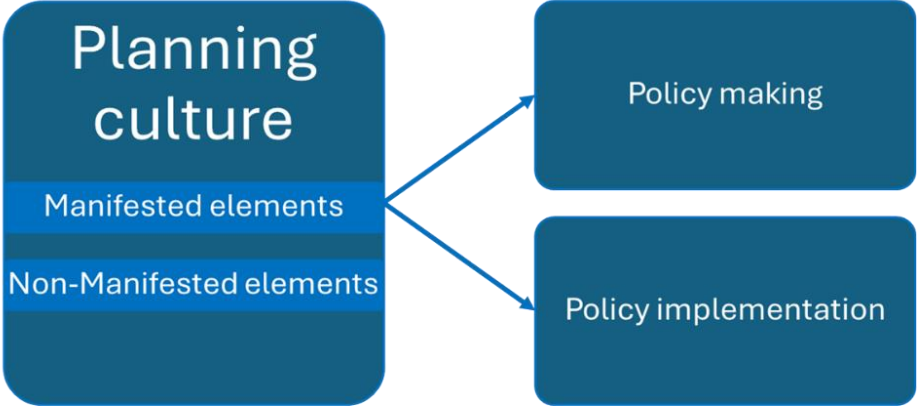 Planning
culture
Manifested elements
Non-Manifested elements
Policy making
Policy implementation